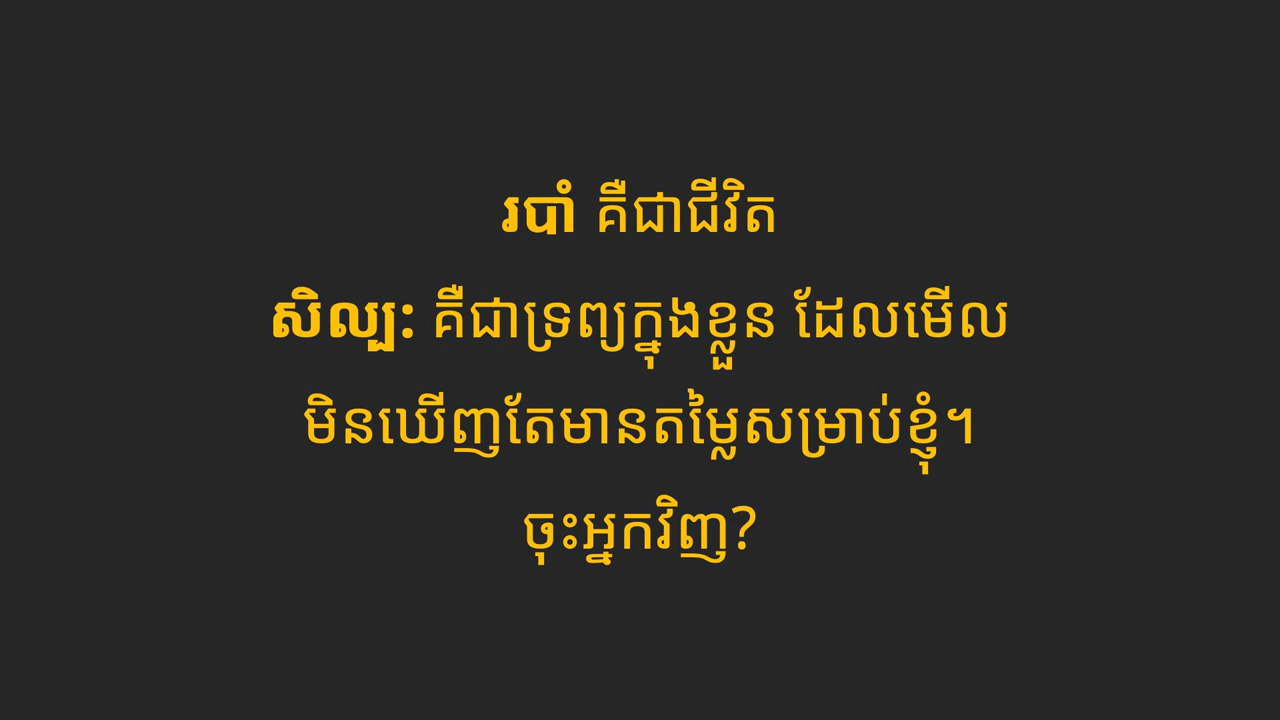 របាំ គឺជាជីវិត
សិល្បៈ គឺជាទ្រព្យក្នុងខ្លួន ដែលមើល
មិនឃើញតែមានតម្លៃសម្រាប់ខ្ញុំ។
ចុះអ្នកវិញ?